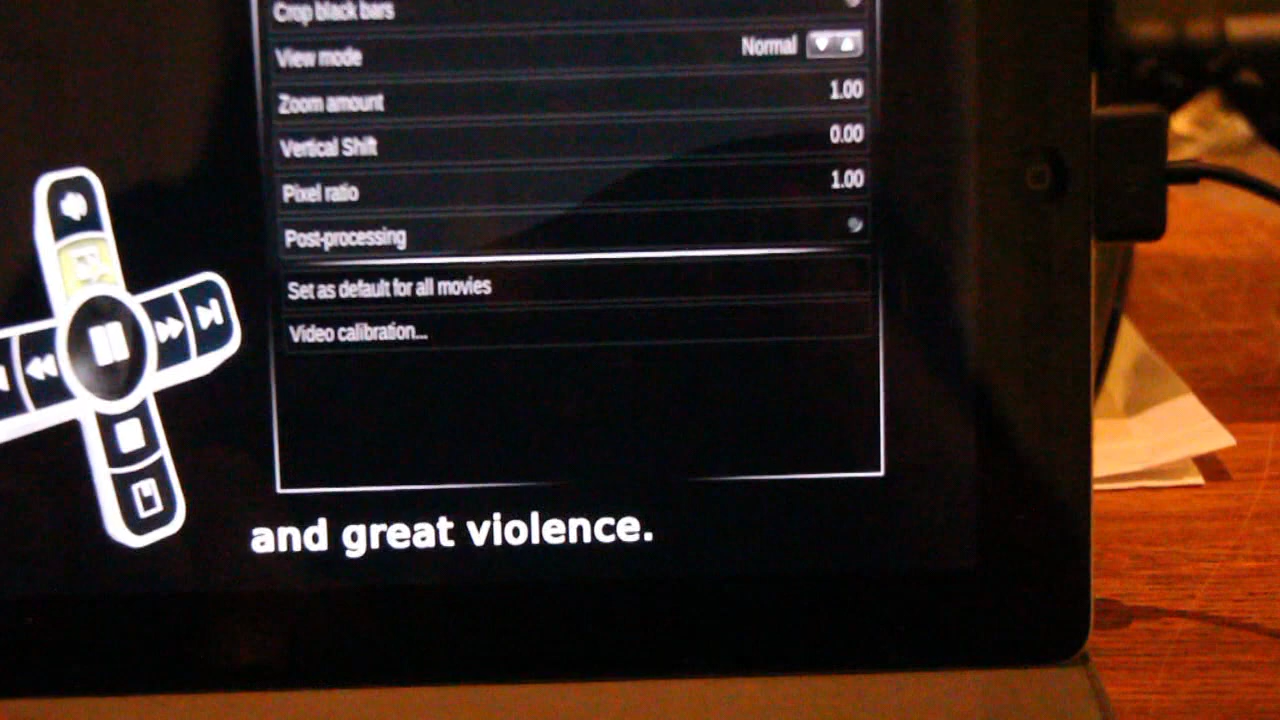 Crop black bars
View mode Normal
Zoom amount 1.00
Vertical Shift 0.00
Pixel ratio 1.00
Post-processing
Set as default for all movies
Video calibration...
and great violence.